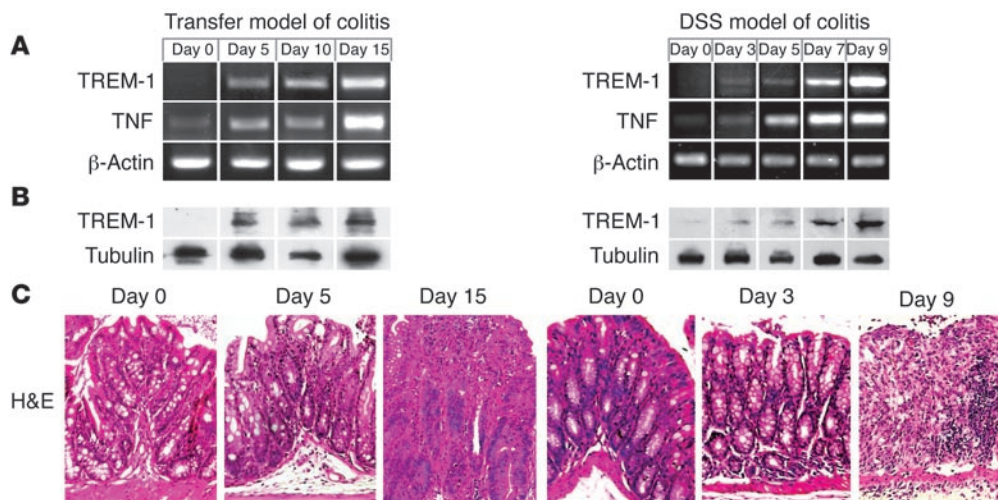 Transfer model of colitis DSS model of colitis
A
Day 0 Day 5 Day 10 Day 15 Day 0 Day 3 Day 5 Day 7 Day 9
TREM-1 TREM-1
TNF TNF
β-Actin β-Actin
B
TREM-1 TREM-1
Tubulin Tubulin
C
Day 0 Day 5 Day 15 Day 0 Day 3 Day 9
H&E